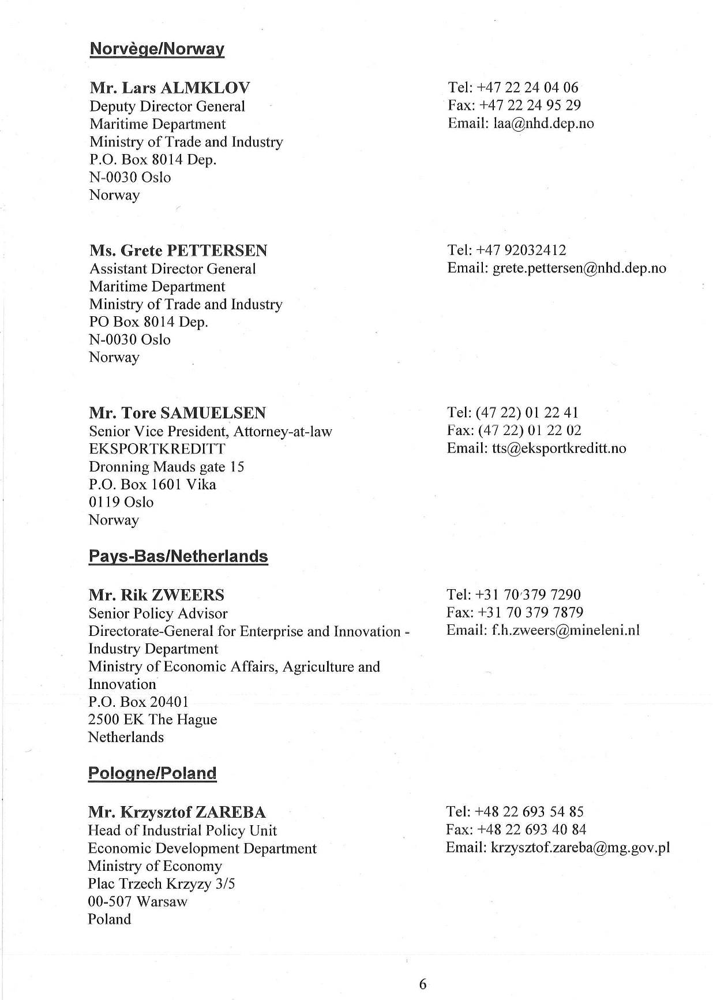 Norvège/Norway
Mr. Lars ALMKLOV
Deputy Director General
Maritime Department
Ministry of Trade and Industry
P.O. Box 8014 Dep.
N-0030 Oslo
Norway
Tel: +47 22 24 04 06
Fax: +47 22 24 95 29
Email: laa@nhd.dep.no
Ms. Grete PETTERSEN
Assistant Director General
Maritime Department
Ministry of Trade and Industry
PO Box 8014 Dep.
N-0030 Oslo
Norway
Tel: +47 92032412
Email: grete.pettersen@nhd.dep.no
Mr. Tore SAMUELSEN
Senior Vice President, Attorney-at-law
EKSPORTKREDITT
Dronning Mauds gate 15
P.O. Box 1601 Vika
0119 Oslo
Norway
Tel: (47 22) 01 22 41
Fax: (47 22) 01 22 02
Email: tts@eksportkreditt.no
Pays-Bas/Netherlands
Mr. Rik ZWEERS
Senior Policy Advisor
Directorate-General for Enterprise and Innovation -
Industry Department
Ministry of Economic Affairs, Agriculture and
Innovation
P.O. Box 20401
2500 EK The Hague
Netherlands
Tel: +31 70 379 7290
Fax: +31 70 379 7879
Email: f.h.zweers@mineleni.nl
Pologne/Poland
Mr. Krzysztof ZAREBA
Head of Industrial Policy Unit
Economic Development Department
Ministry of Economy
Plac Trzech Krzyzy 3/5
00-507 Warsaw
Poland
Tel: +48 22 693 54 85
Fax: +48 22 693 40 84
Email: krzysztof.zareba@mg.gov.pl
6